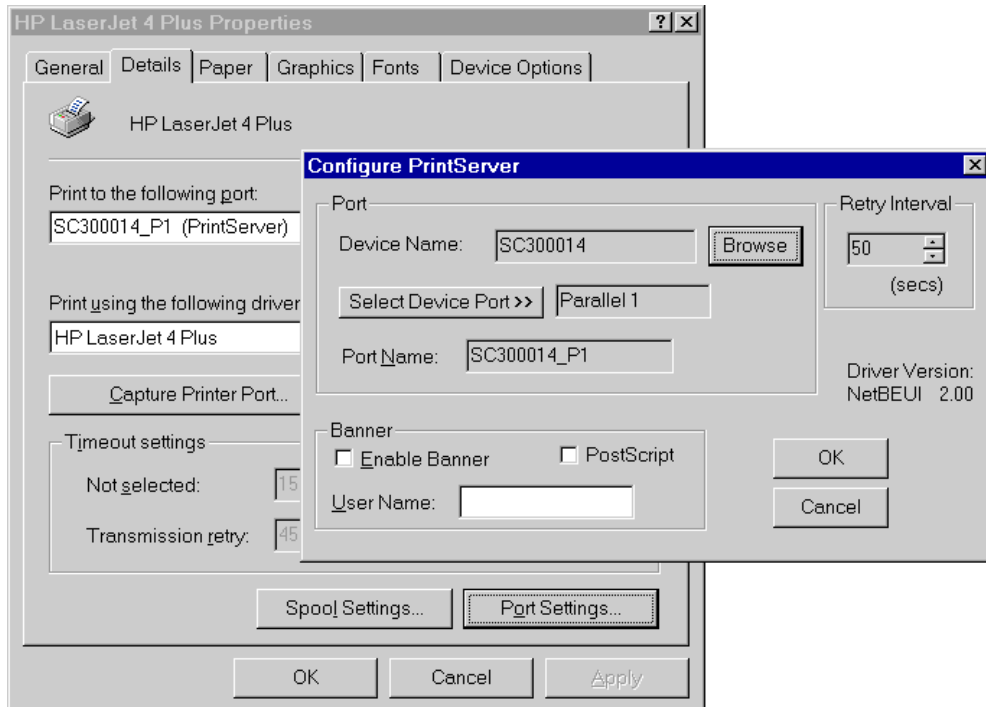 HP LaserJet 4 Plus Properties
General Details Paper Graphics Fonts Device Options
HP LaserJet 4 Plus
Print to the following port:
SC300014_P1 (PrintServer)
Print using the following driver
HP LaserJet 4 Plus
Capture Printer Port...
Timeout settings
Not selected: 15
Transmission retry: 45
Spool Settings... Port Settings...
OK Cancel Apply
Configure PrintServer
Port
Device Name: SC300014 Browse
Select Device Port >> Parallel 1
Port Name: SC300014_P1
Retry Interval
50
(secs)
Driver Version:
NetBEUI 2.00
Banner
Enable Banner PostScript
User Name:
OK
Cancel